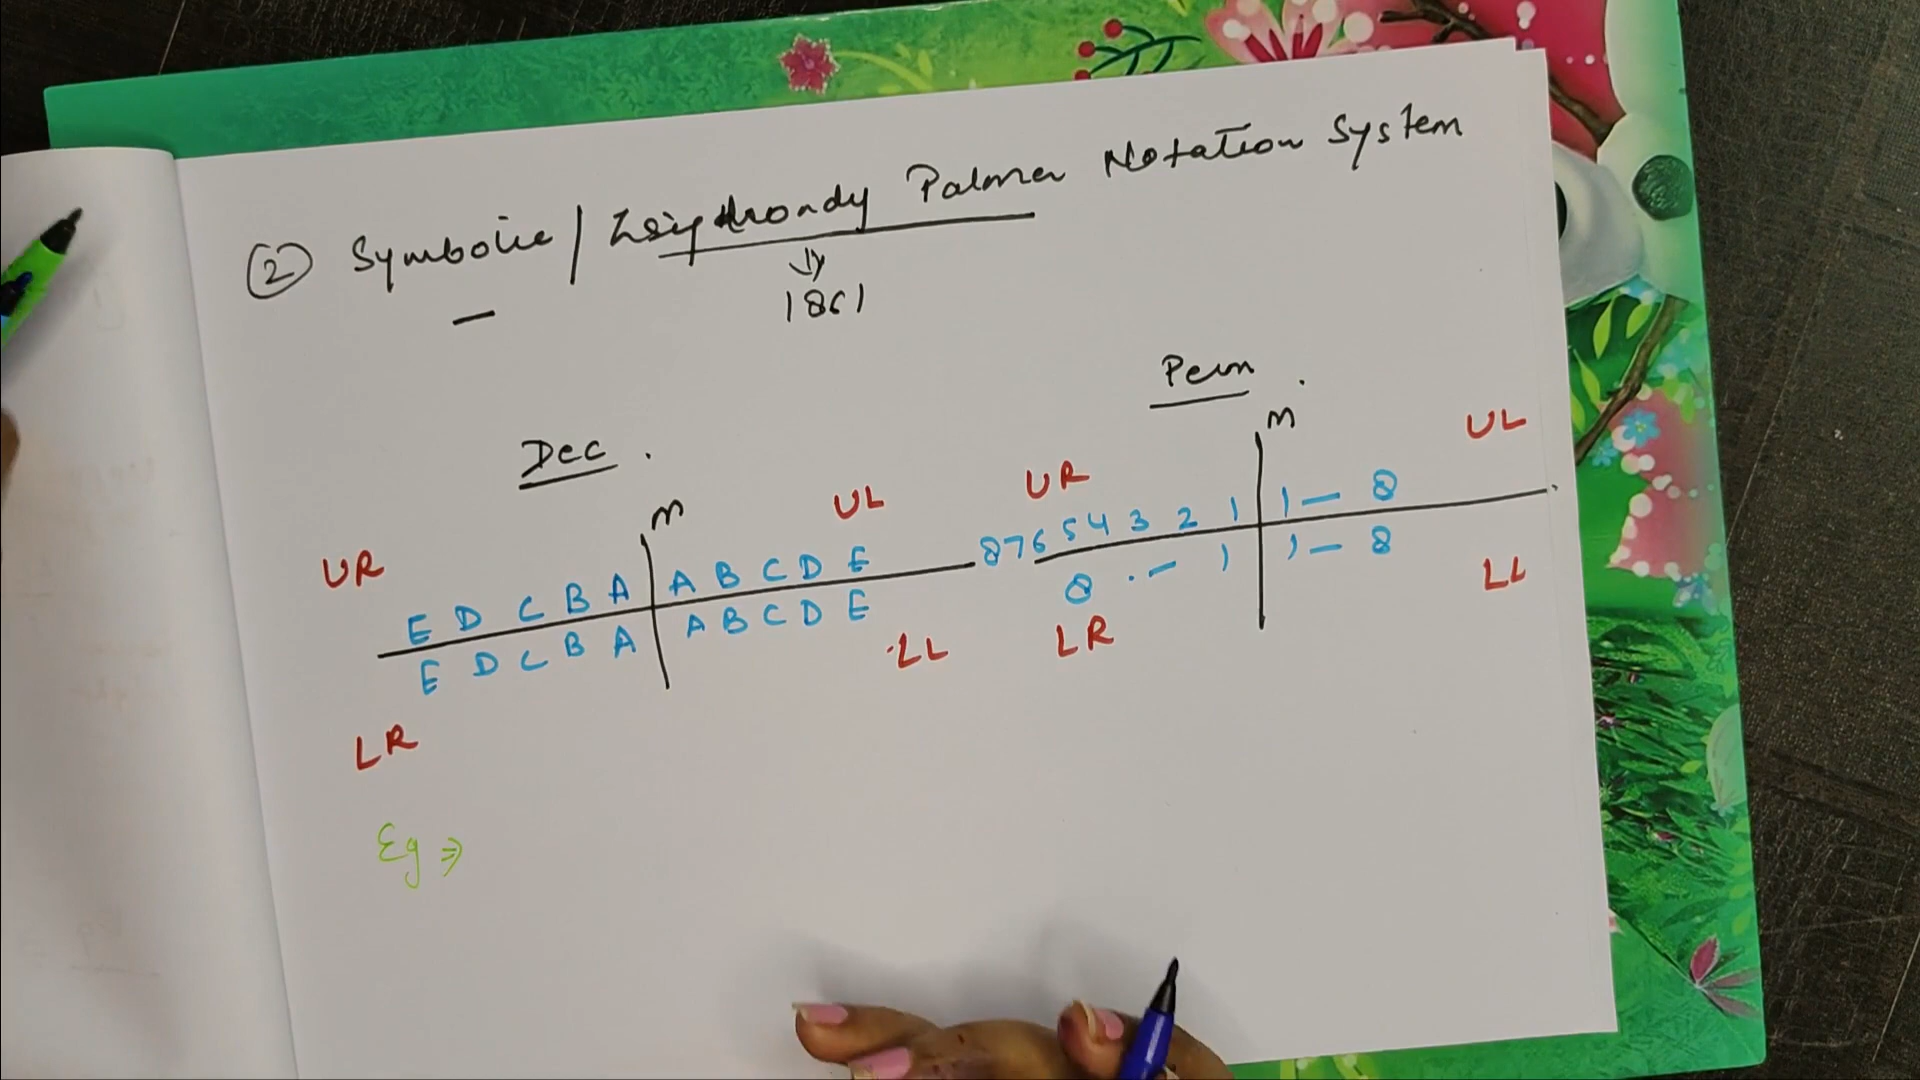 ② Symbolic / Zsigmondy Palmer Notation System
1861
Dec .
M
UR
UL
E D C B A A B C D E
E D C B A A B C D E
LR
LL
Perm .
M
UR
UL
8 7 6 5 4 3 2 1 1 — 8
8 . — 1 1 — 8
LR
LL
Eg ⇒